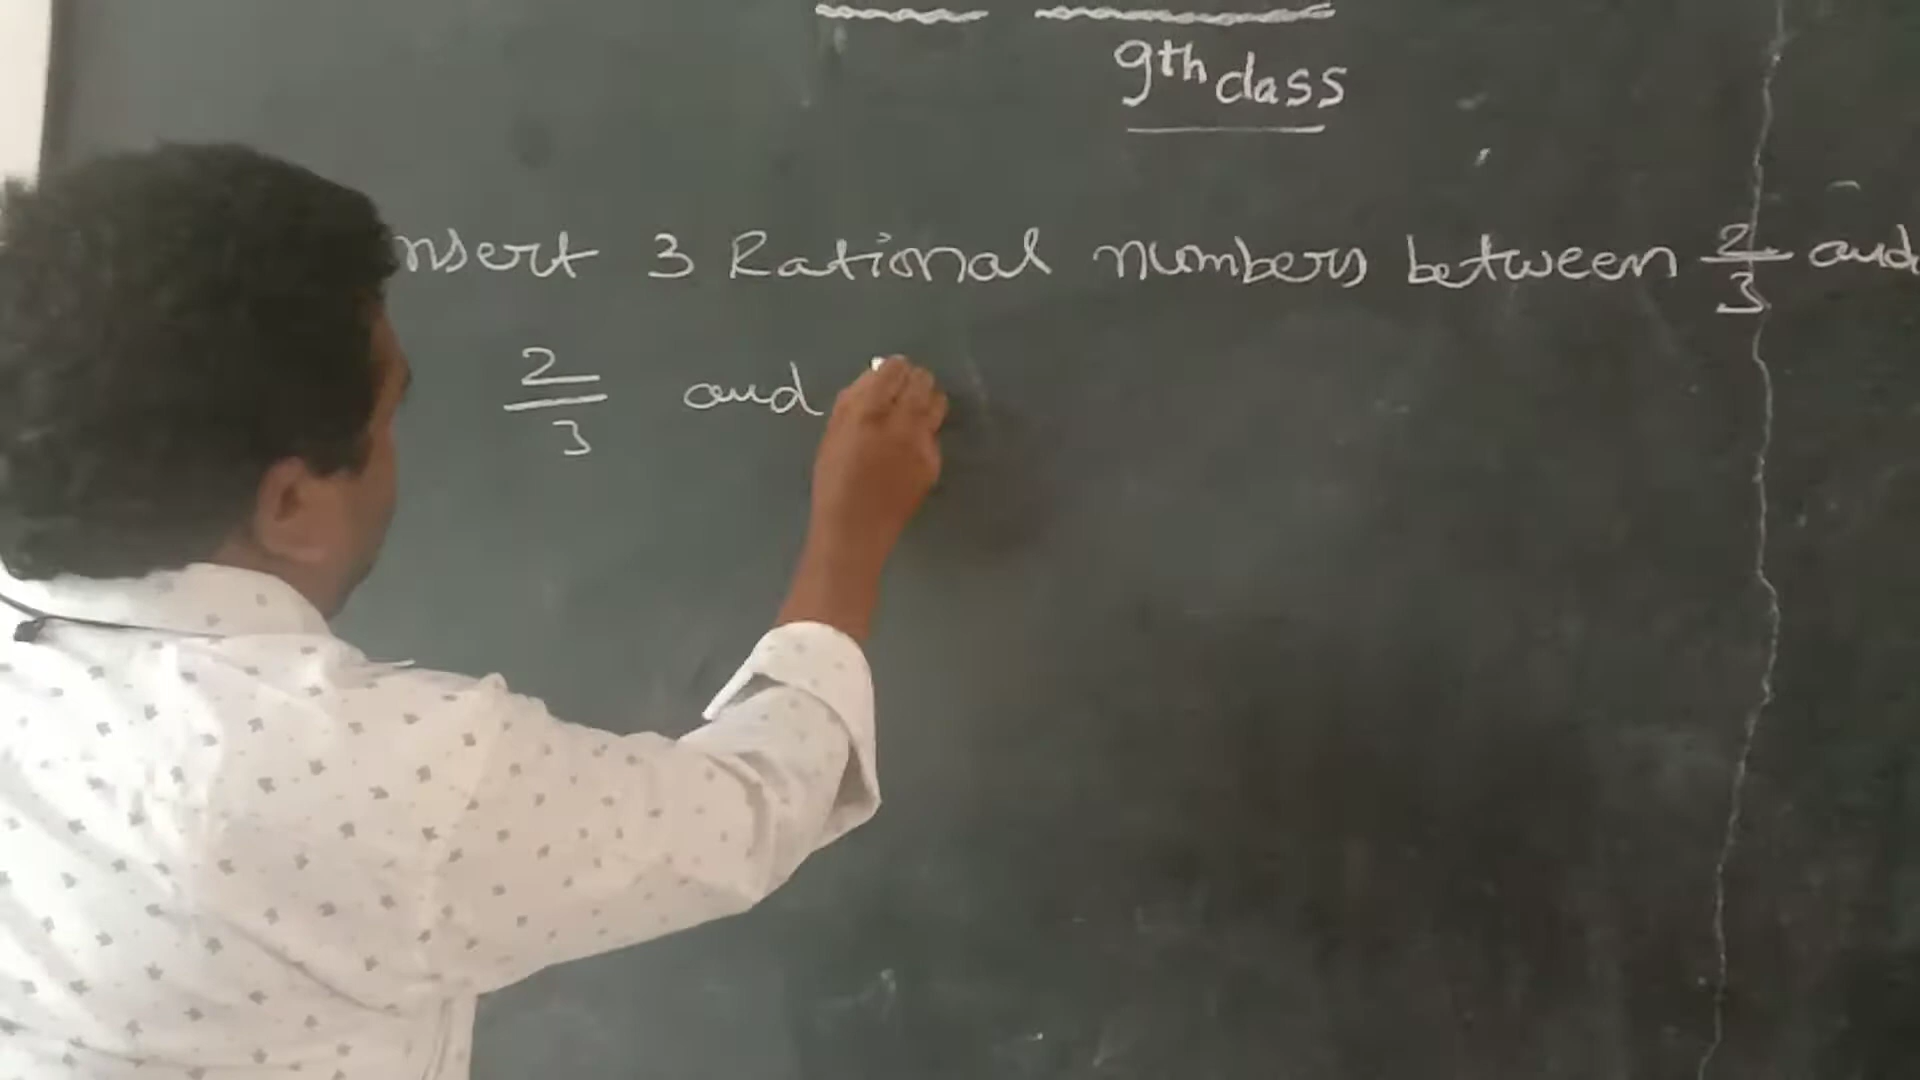 9th class
nsert 3 Rational numbers between 2/3 and
2/3 and